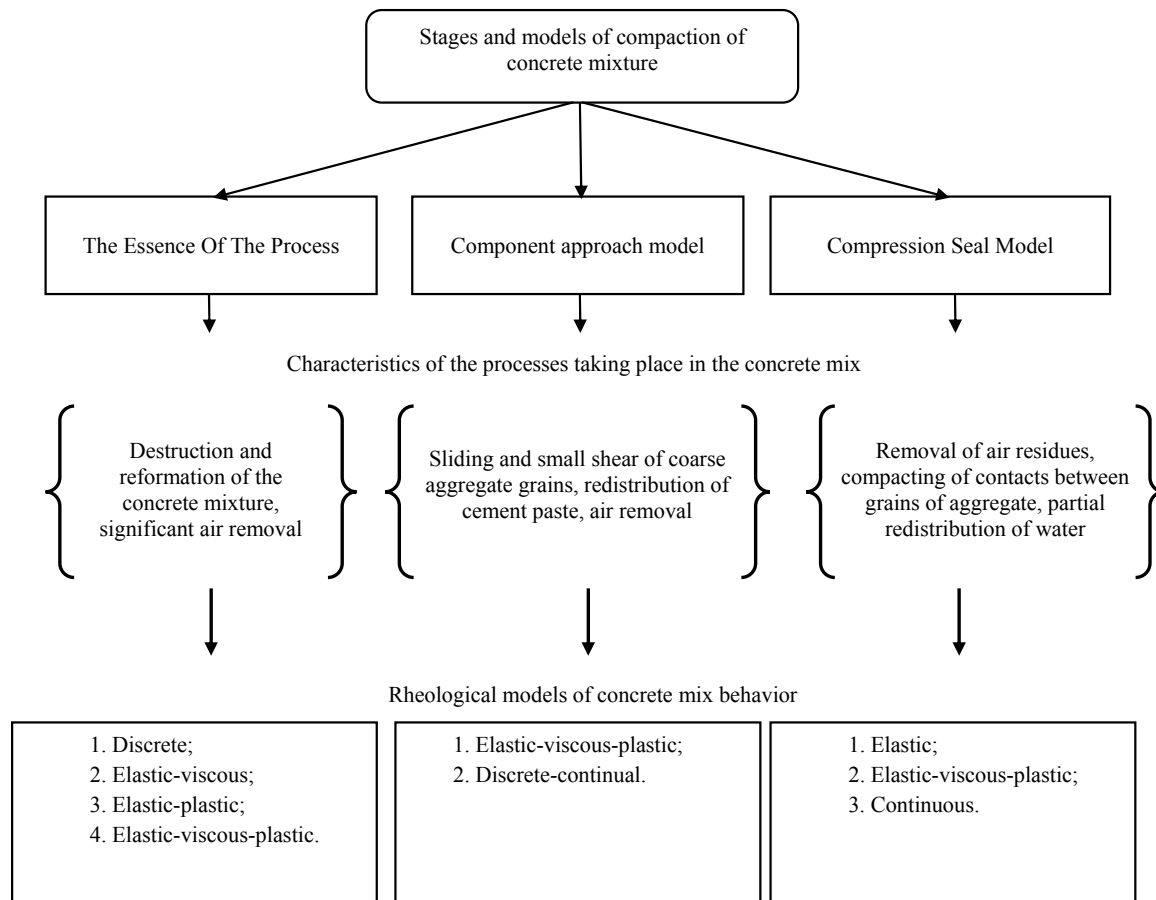 Stages and models of compaction of
concrete mixture
The Essence Of The Process
Component approach model
Compression Seal Model
Characteristics of the processes taking place in the concrete mix
Destruction and
reformation of the
concrete mixture,
significant air removal
Sliding and small shear of coarse
aggregate grains, redistribution of
cement paste, air removal
Removal of air residues,
compacting of contacts between
grains of aggregate, partial
redistribution of water
Rheological models of concrete mix behavior
1. Discrete;
2. Elastic-viscous;
3. Elastic-plastic;
4. Elastic-viscous-plastic.
1. Elastic-viscous-plastic;
2. Discrete-continual.
1. Elastic;
2. Elastic-viscous-plastic;
3. Continuous.